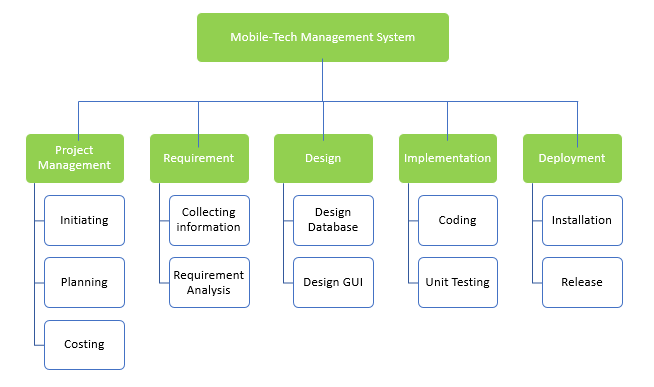 Mobile-Tech Management System
Project
Management
Requirement
Design
Implementation
Deployment
Initiating
Planning
Costing
Collecting
information
Requirement
Analysis
Design
Database
Design GUI
Coding
Unit Testing
Installation
Release